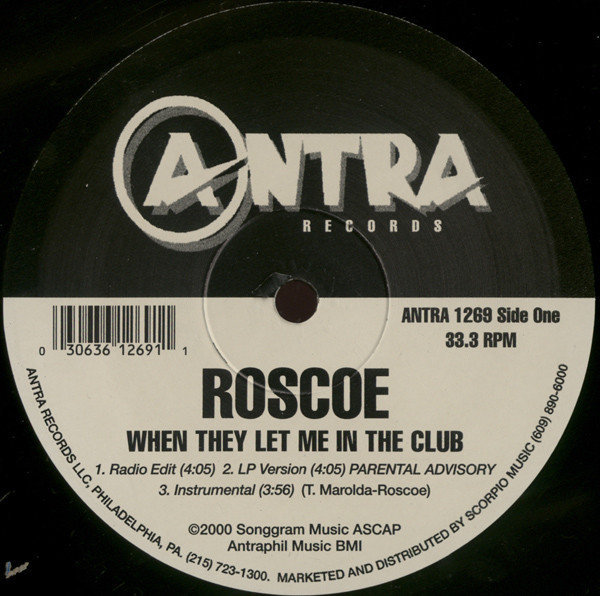 ANTRA
RECORDS
ANTRA 1269 Side One
33.3 RPM
0 30636 12691 1
ROSCOE
WHEN THEY LET ME IN THE CLUB
1. Radio Edit (4:05) 2. LP Version (4:05) PARENTAL ADVISORY
3. Instrumental (3:56) (T. Marolda-Roscoe)
©2000 Songgram Music ASCAP
Antraphil Music BMI
ANTRA RECORDS LLC, PHILADELPHIA, PA. (215) 723-1300. MARKETED AND DISTRIBUTED BY SCORPIO MUSIC (609) 890-6000